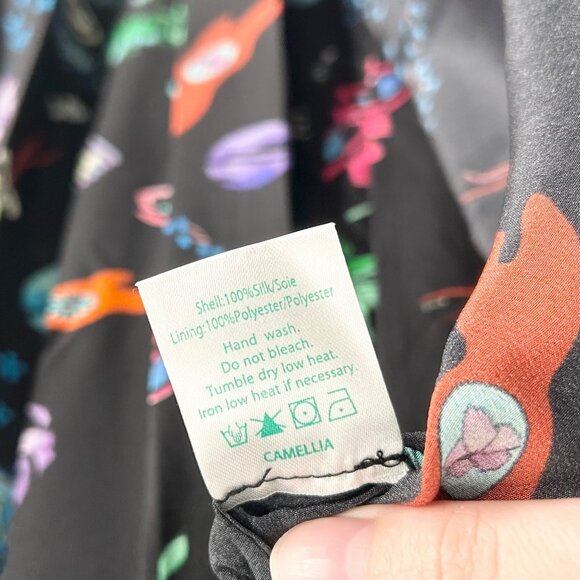 Shell:100%Silk/Soie
Lining:100%Polyester/Polyester
Hand wash.
Do not bleach.
Tumble dry low heat.
Iron low heat if necessary.
CAMELLIA